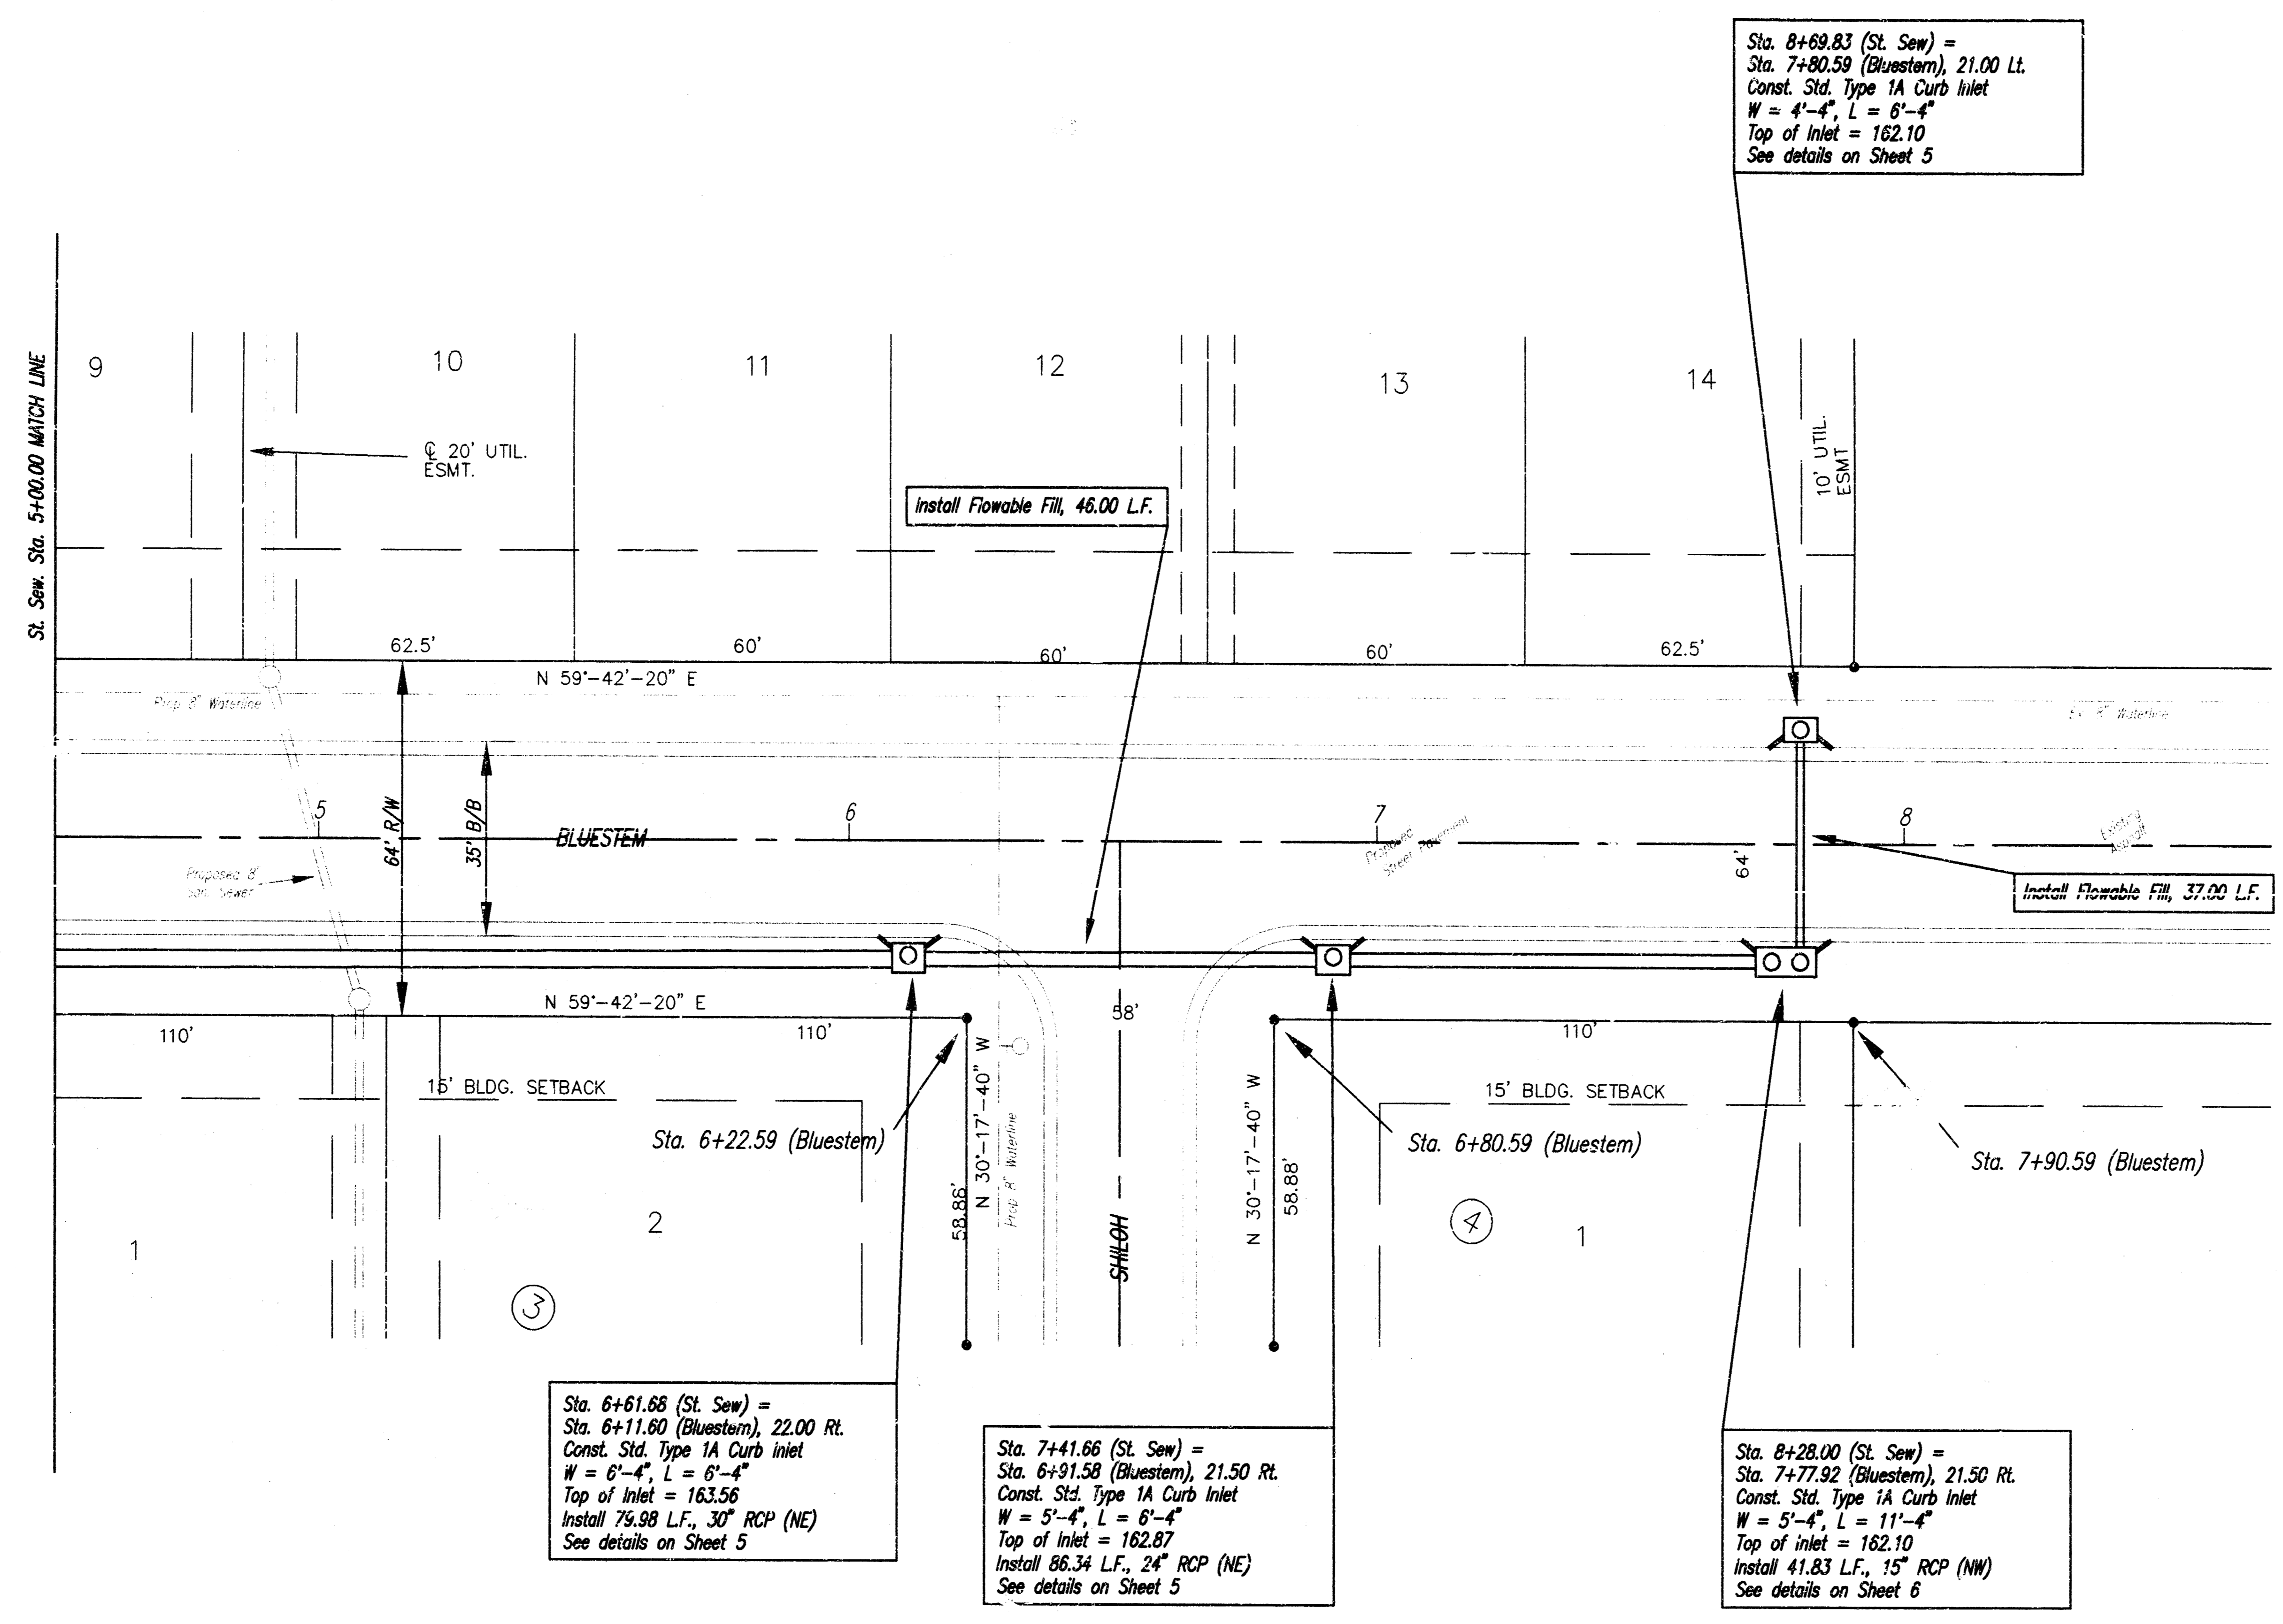 Sta. 8+69.83 (St. Sew) =
Sta. 7+80.59 (Bluestem), 21.00 Lt.
Const. Std. Type 1A Curb Inlet
W = 4'-4", L = 6'-4"
Top of Inlet = 162.10
See details on Sheet 5
St. Sew. Sta. 5+00.00 MATCH LINE
9
10
11
12
13
14
℄ 20' UTIL.
ESMT.
10' UTIL.
ESMT
Install Flowable Fill, 46.00 L.F.
62.5'
60'
60'
60'
62.5'
N 59°-42'-20" E
Prop 8" Waterline
Ex. 8" Waterline
5
6
7
8
64' R/W
35' B/B
BLUESTEM
Proposed
Street Pavement
Existing
Asphalt
64'
Proposed 8"
San. Sewer
Install Flowable Fill, 37.00 L.F.
N 59°-42'-20" E
58'
110'
110'
110'
15' BLDG. SETBACK
15' BLDG. SETBACK
Sta. 6+22.59 (Bluestem)
Sta. 6+80.59 (Bluestem)
Sta. 7+90.59 (Bluestem)
58.88'
N 30°-17'-40" W
Prop 8" Waterline
SHILOH
N 30°-17'-40" W
58.88'
1
2
3
4
1
Sta. 6+61.68 (St. Sew) =
Sta. 6+11.60 (Bluestem), 22.00 Rt.
Const. Std. Type 1A Curb Inlet
W = 6'-4", L = 6'-4"
Top of Inlet = 163.56
Install 79.98 L.F., 30" RCP (NE)
See details on Sheet 5
Sta. 7+41.66 (St. Sew) =
Sta. 6+91.58 (Bluestem), 21.50 Rt.
Const. Std. Type 1A Curb Inlet
W = 5'-4", L = 6'-4"
Top of Inlet = 162.87
Install 86.34 L.F., 24" RCP (NE)
See details on Sheet 5
Sta. 8+28.00 (St. Sew) =
Sta. 7+77.92 (Bluestem), 21.50 Rt.
Const. Std. Type 1A Curb Inlet
W = 5'-4", L = 11'-4"
Top of Inlet = 162.10
Install 41.83 L.F., 15" RCP (NW)
See details on Sheet 6